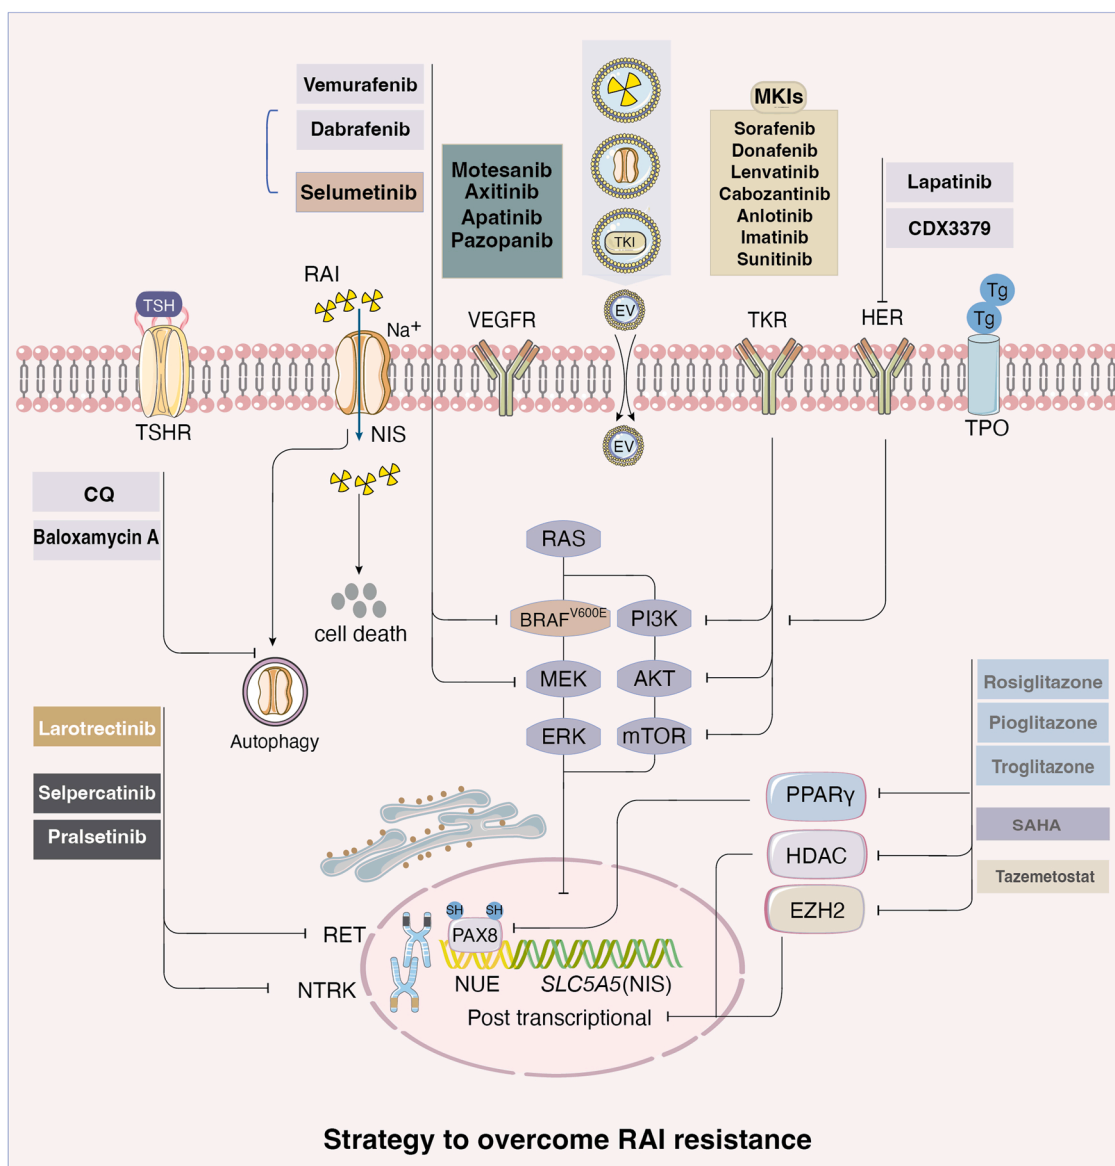 Vemurafenib
Dabrafenib
Selumetinib
Motesanib
Axitinib
Apatinib
Pazopanib
TKI
MKIs
Sorafenib
Donafenib
Lenvatinib
Cabozantinib
Anlotinib
Imatinib
Sunitinib
Lapatinib
CDX3379
TSH
RAI
Na+
VEGFR
EV
TKR
HER
Tg
Tg
TSHR
NIS
EV
TPO
CQ
Baloxamycin A
RAS
BRAFV600E
PI3K
cell death
MEK
AKT
Autophagy
ERK
mTOR
Rosiglitazone
Pioglitazone
Troglitazone
SAHA
Tazemetostat
Larotrectinib
Selpercatinib
Pralsetinib
PPARγ
HDAC
EZH2
RET
NTRK
SH
SH
PAX8
NUE
SLC5A5(NIS)
Post transcriptional
Strategy to overcome RAI resistance